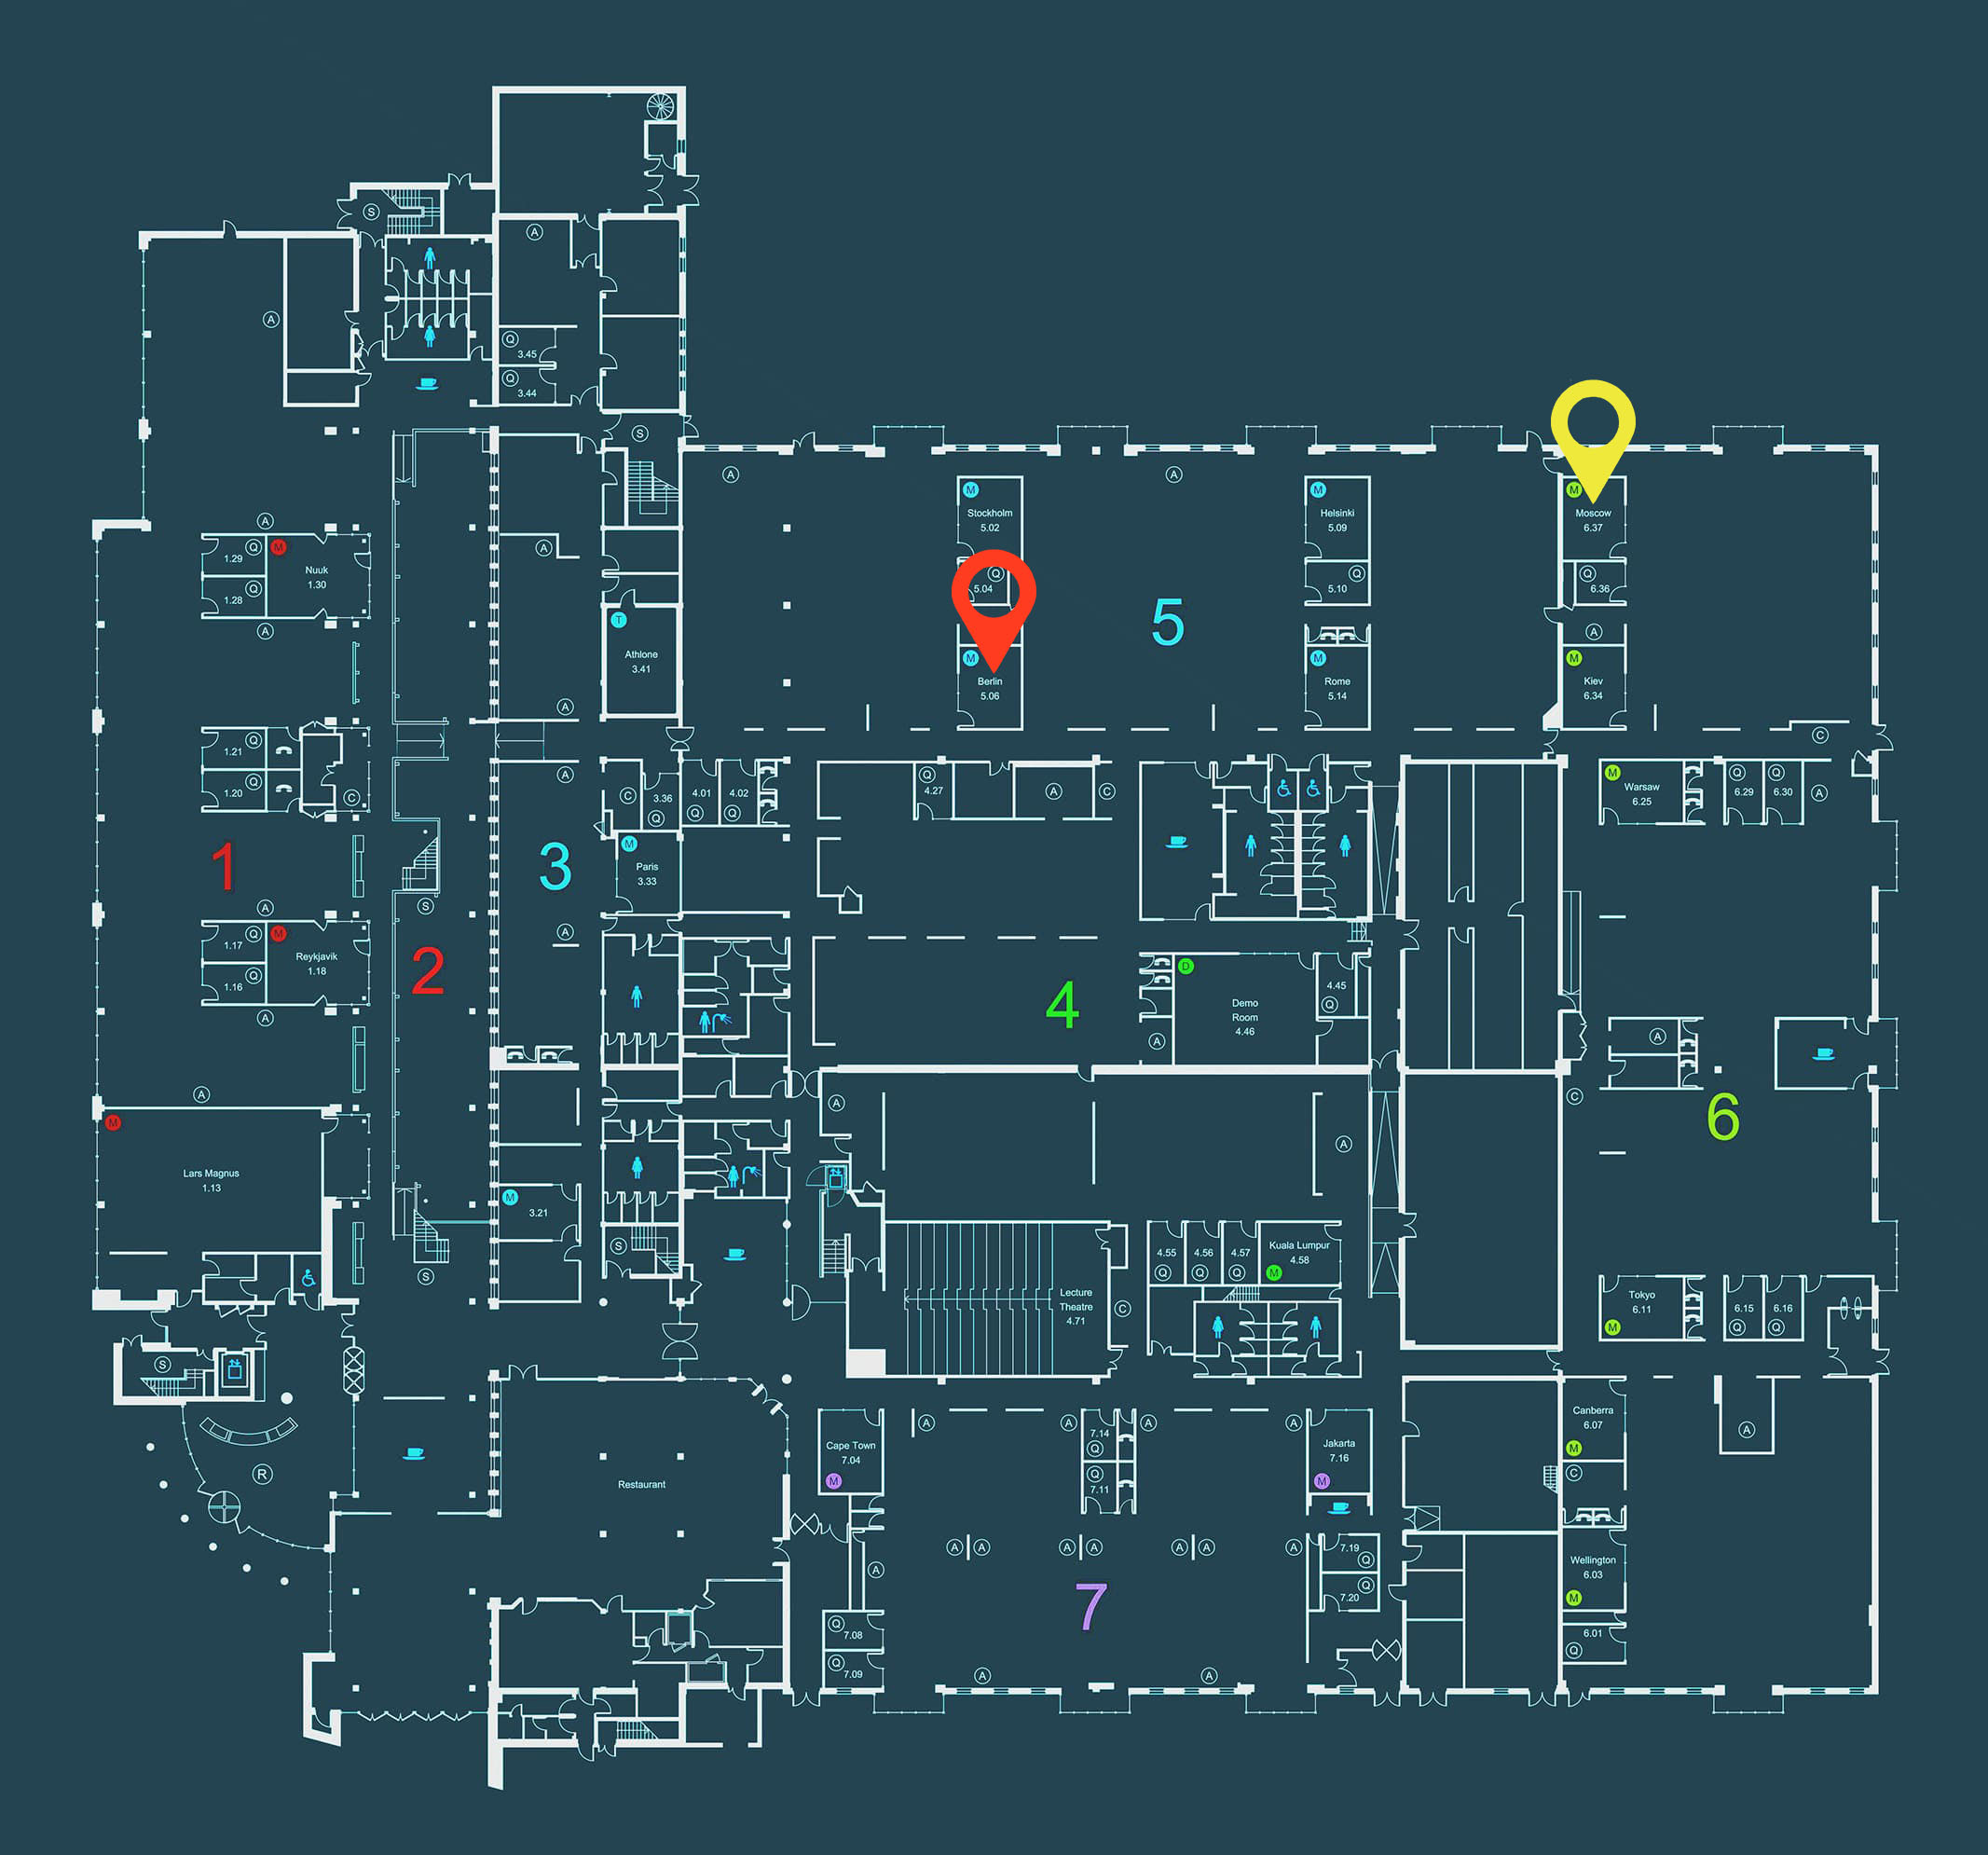 S
A
A
Q
3.45
Q
3.44
S
A
A
M
Stockholm
5.02
M
Helsinki
5.09
M
Moscow
6.37
A
1.29
Q
M
Nuuk
1.30
1.28
Q
A
A
Q
5.04
Q
5.10
Q
6.36
5
T
Athlone
3.41
A
M
Berlin
5.06
M
Rome
5.14
A
M
Kiev
6.34
A
C
1.21
Q
1.20
Q
C
A
C
3.36
Q
4.01
Q
4.02
Q
Q
4.27
A
C
M
Warsaw
6.25
Q
6.29
Q
6.30
A
1
3
M
Paris
3.33
A
S
A
1.17
Q
M
Reykjavik
1.18
1.16
Q
A
2
4
D
Demo
Room
4.46
4.45
Q
A
A
A
M
Lars Magnus
1.13
A
A
C
6
M
3.21
S
S
4.55
Q
4.56
Q
4.57
Q
Kuala Lumpur
4.58
M
Lecture
Theatre
4.71
C
Tokyo
6.11
M
6.15
Q
6.16
Q
S
R
Restaurant
Cape Town
7.04
M
A
A
7.14
Q
Q
7.11
A
A
Jakarta
7.16
M
Canberra
6.07
M
C
A
A
A
A
A
A
A
A
A
7.19
Q
Q
7.20
Wellington
6.03
M
7
Q
7.08
Q
7.09
A
A
6.01
Q